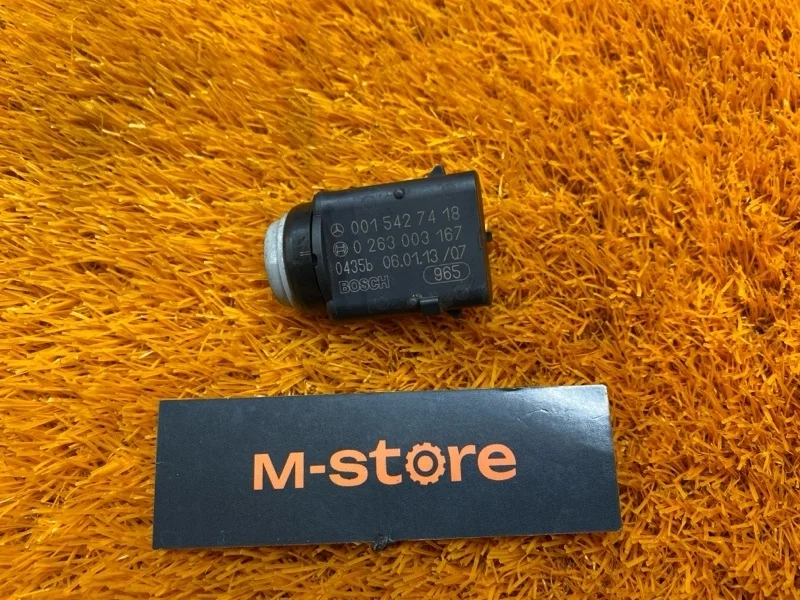 001 542 74 18
0 263 003 167
0435b 06.01.13 /07
BOSCH 965
M-store